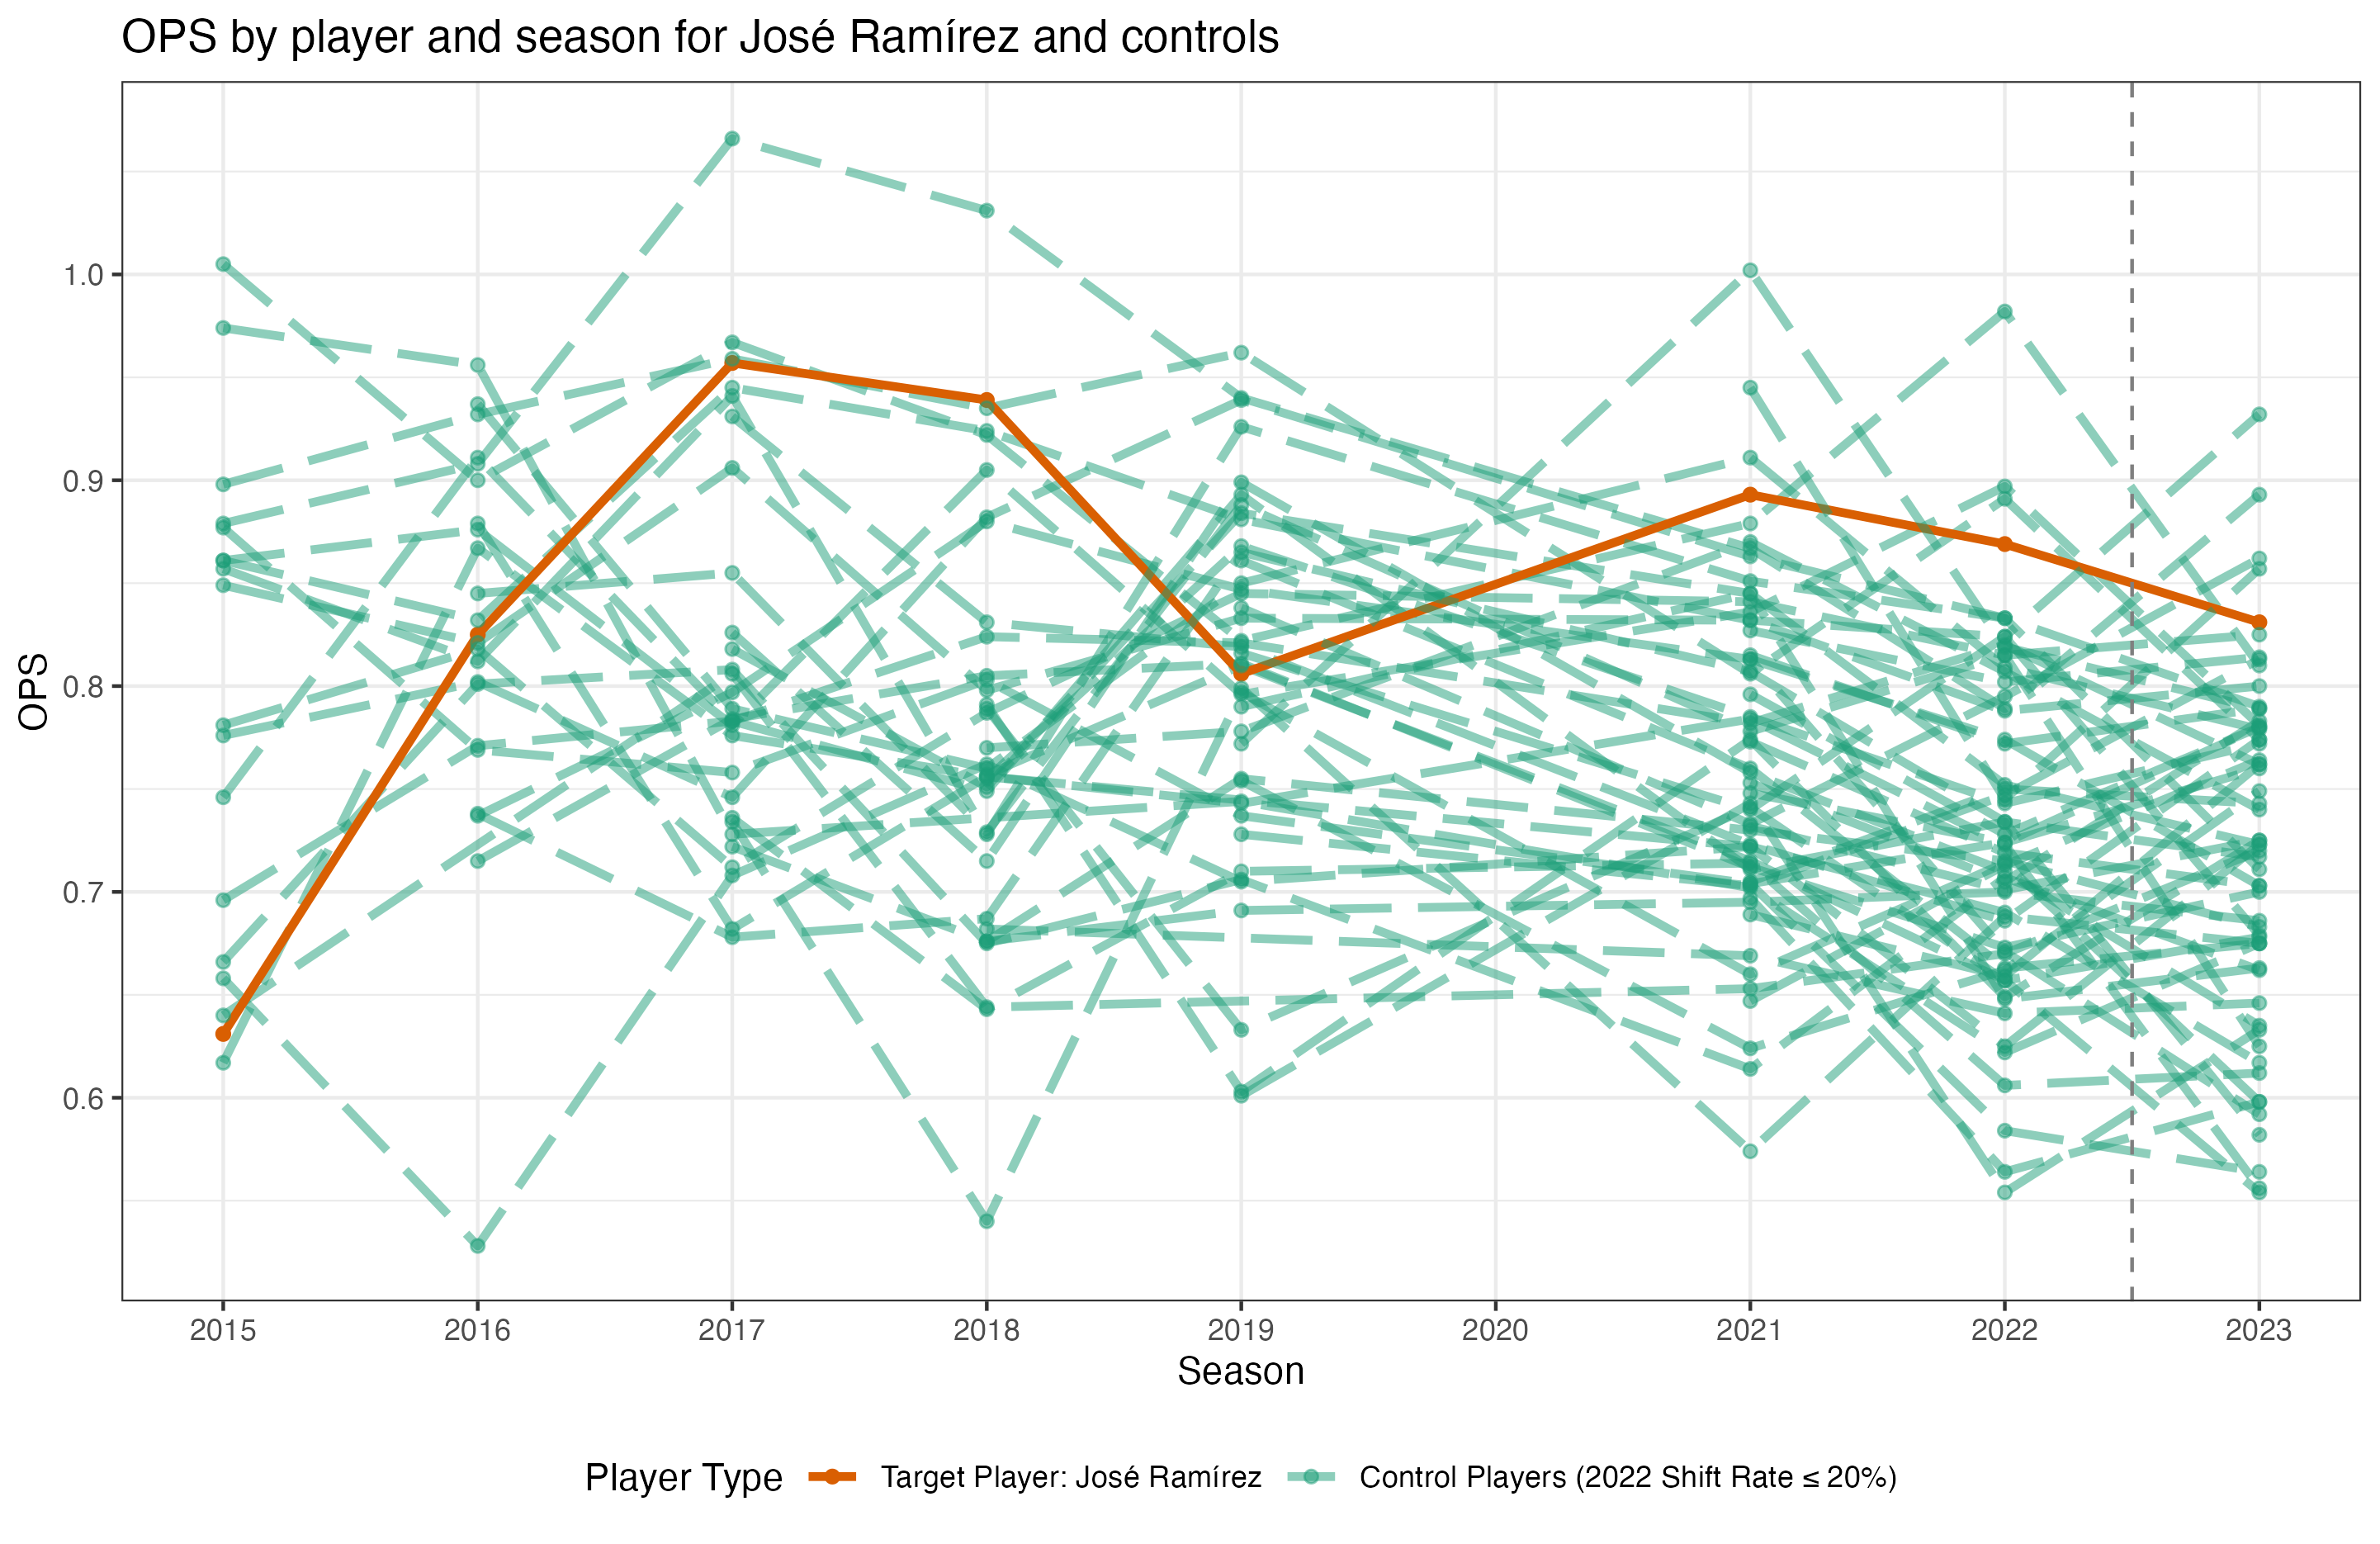 OPS by player and season for José Ramírez and controls
OPS
1.0
0.9
0.8
0.7
0.6
2015 2016 2017 2018 2019 2020 2021 2022 2023
Season
Player Type Target Player: José Ramírez Control Players (2022 Shift Rate ≤ 20%)